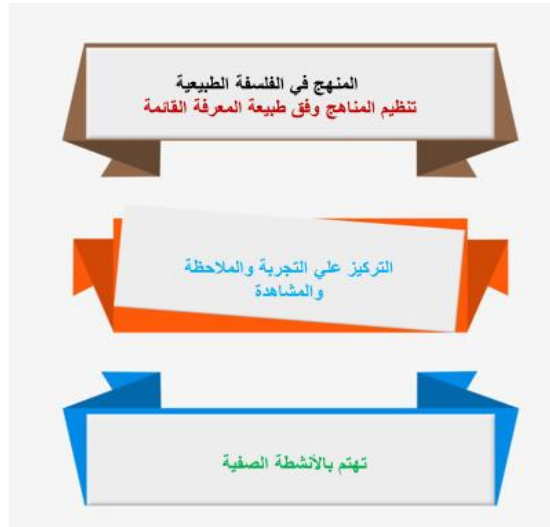 المنهج في الفلسفة الطبيعية
تنظيم المناهج وفق طبيعة المعرفة القائمة
التركيز علي التجربة والملاحظة
والمشاهدة
تهتم بالأنشطة الصفية